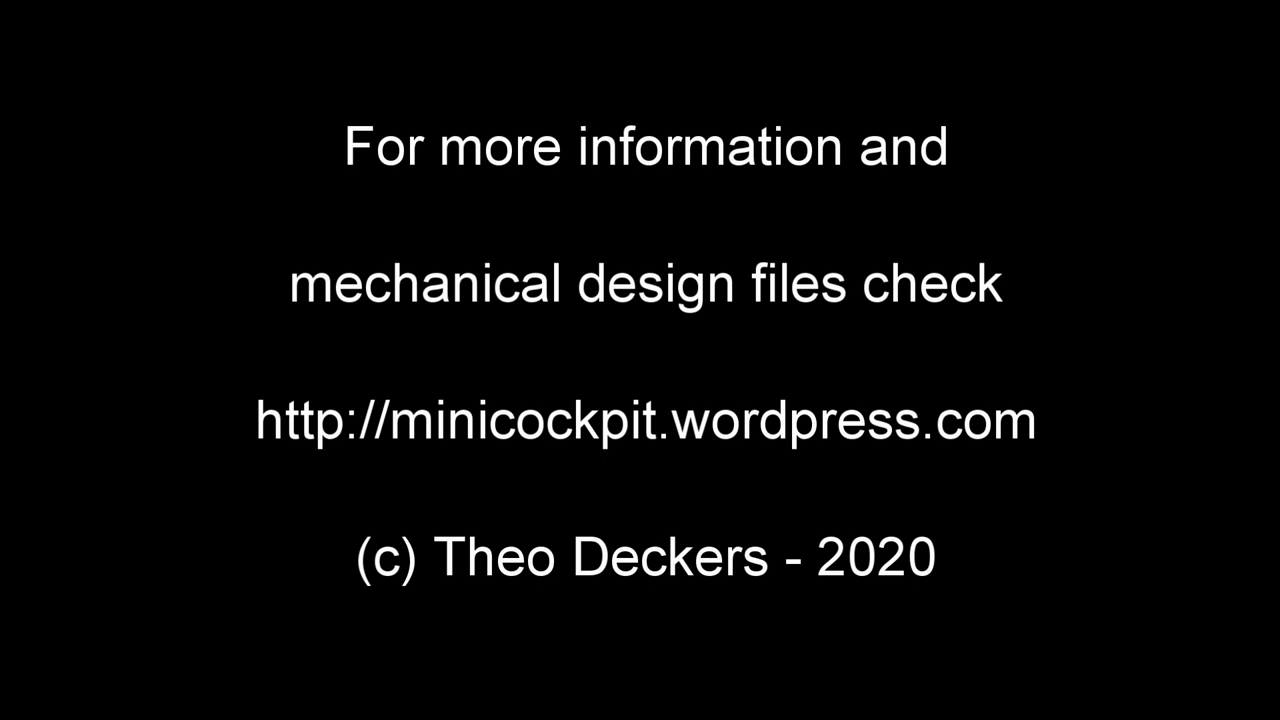 For more information and
mechanical design files check
http://minicockpit.wordpress.com
(c) Theo Deckers - 2020